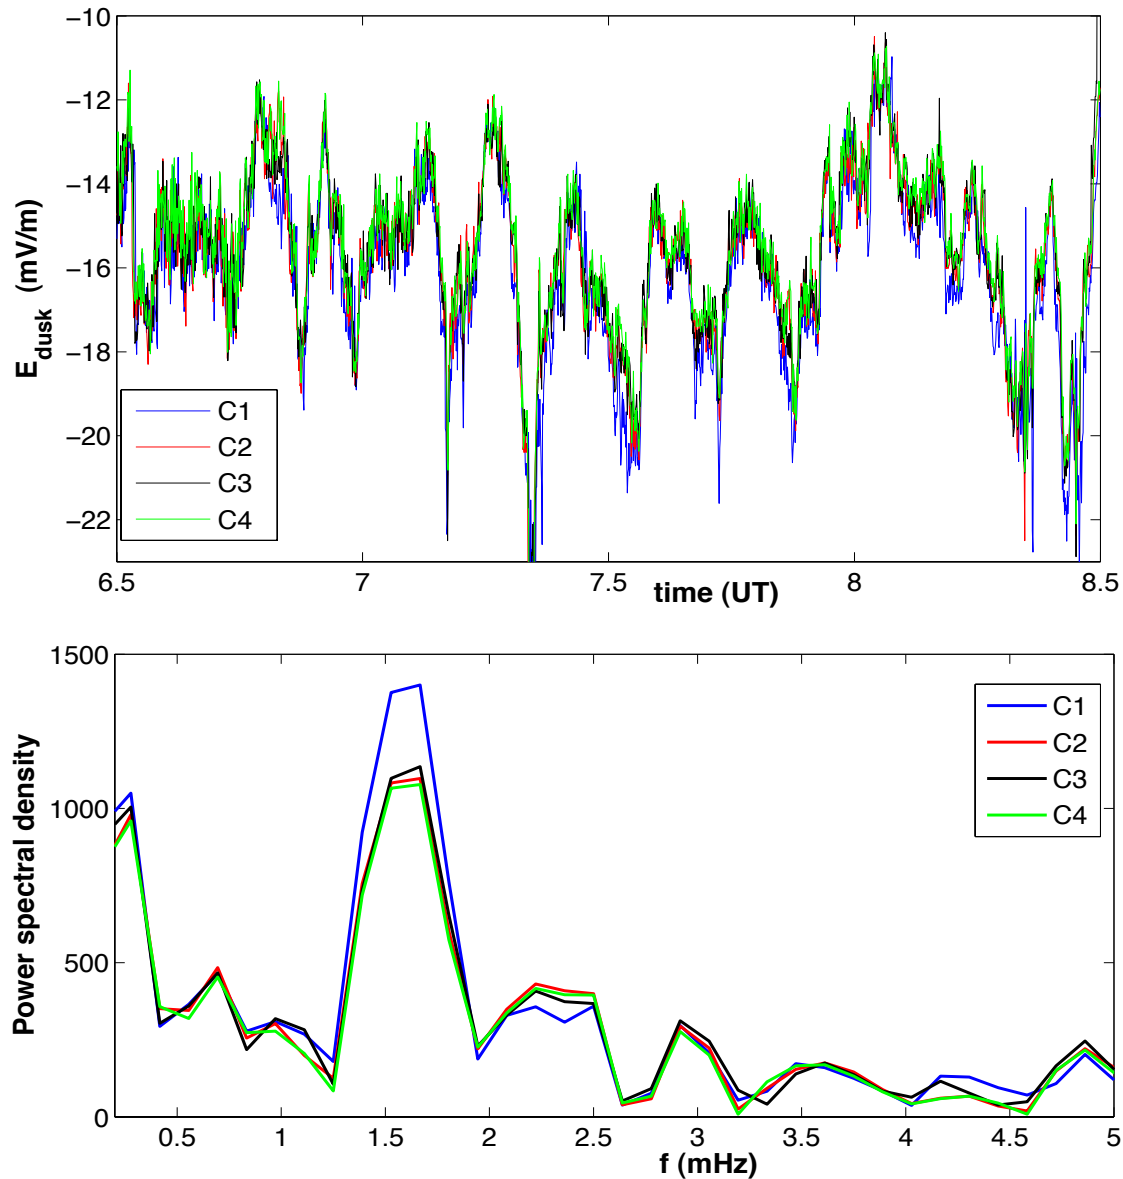 −10
−12
−14
−16
−18
−20
−22
E_dusk (mV/m)
C1
C2
C3
C4
6.5 7 7.5 8 8.5
time (UT)
1500
1000
500
0
Power spectral density
C1
C2
C3
C4
0.5 1 1.5 2 2.5 3 3.5 4 4.5 5
f (mHz)